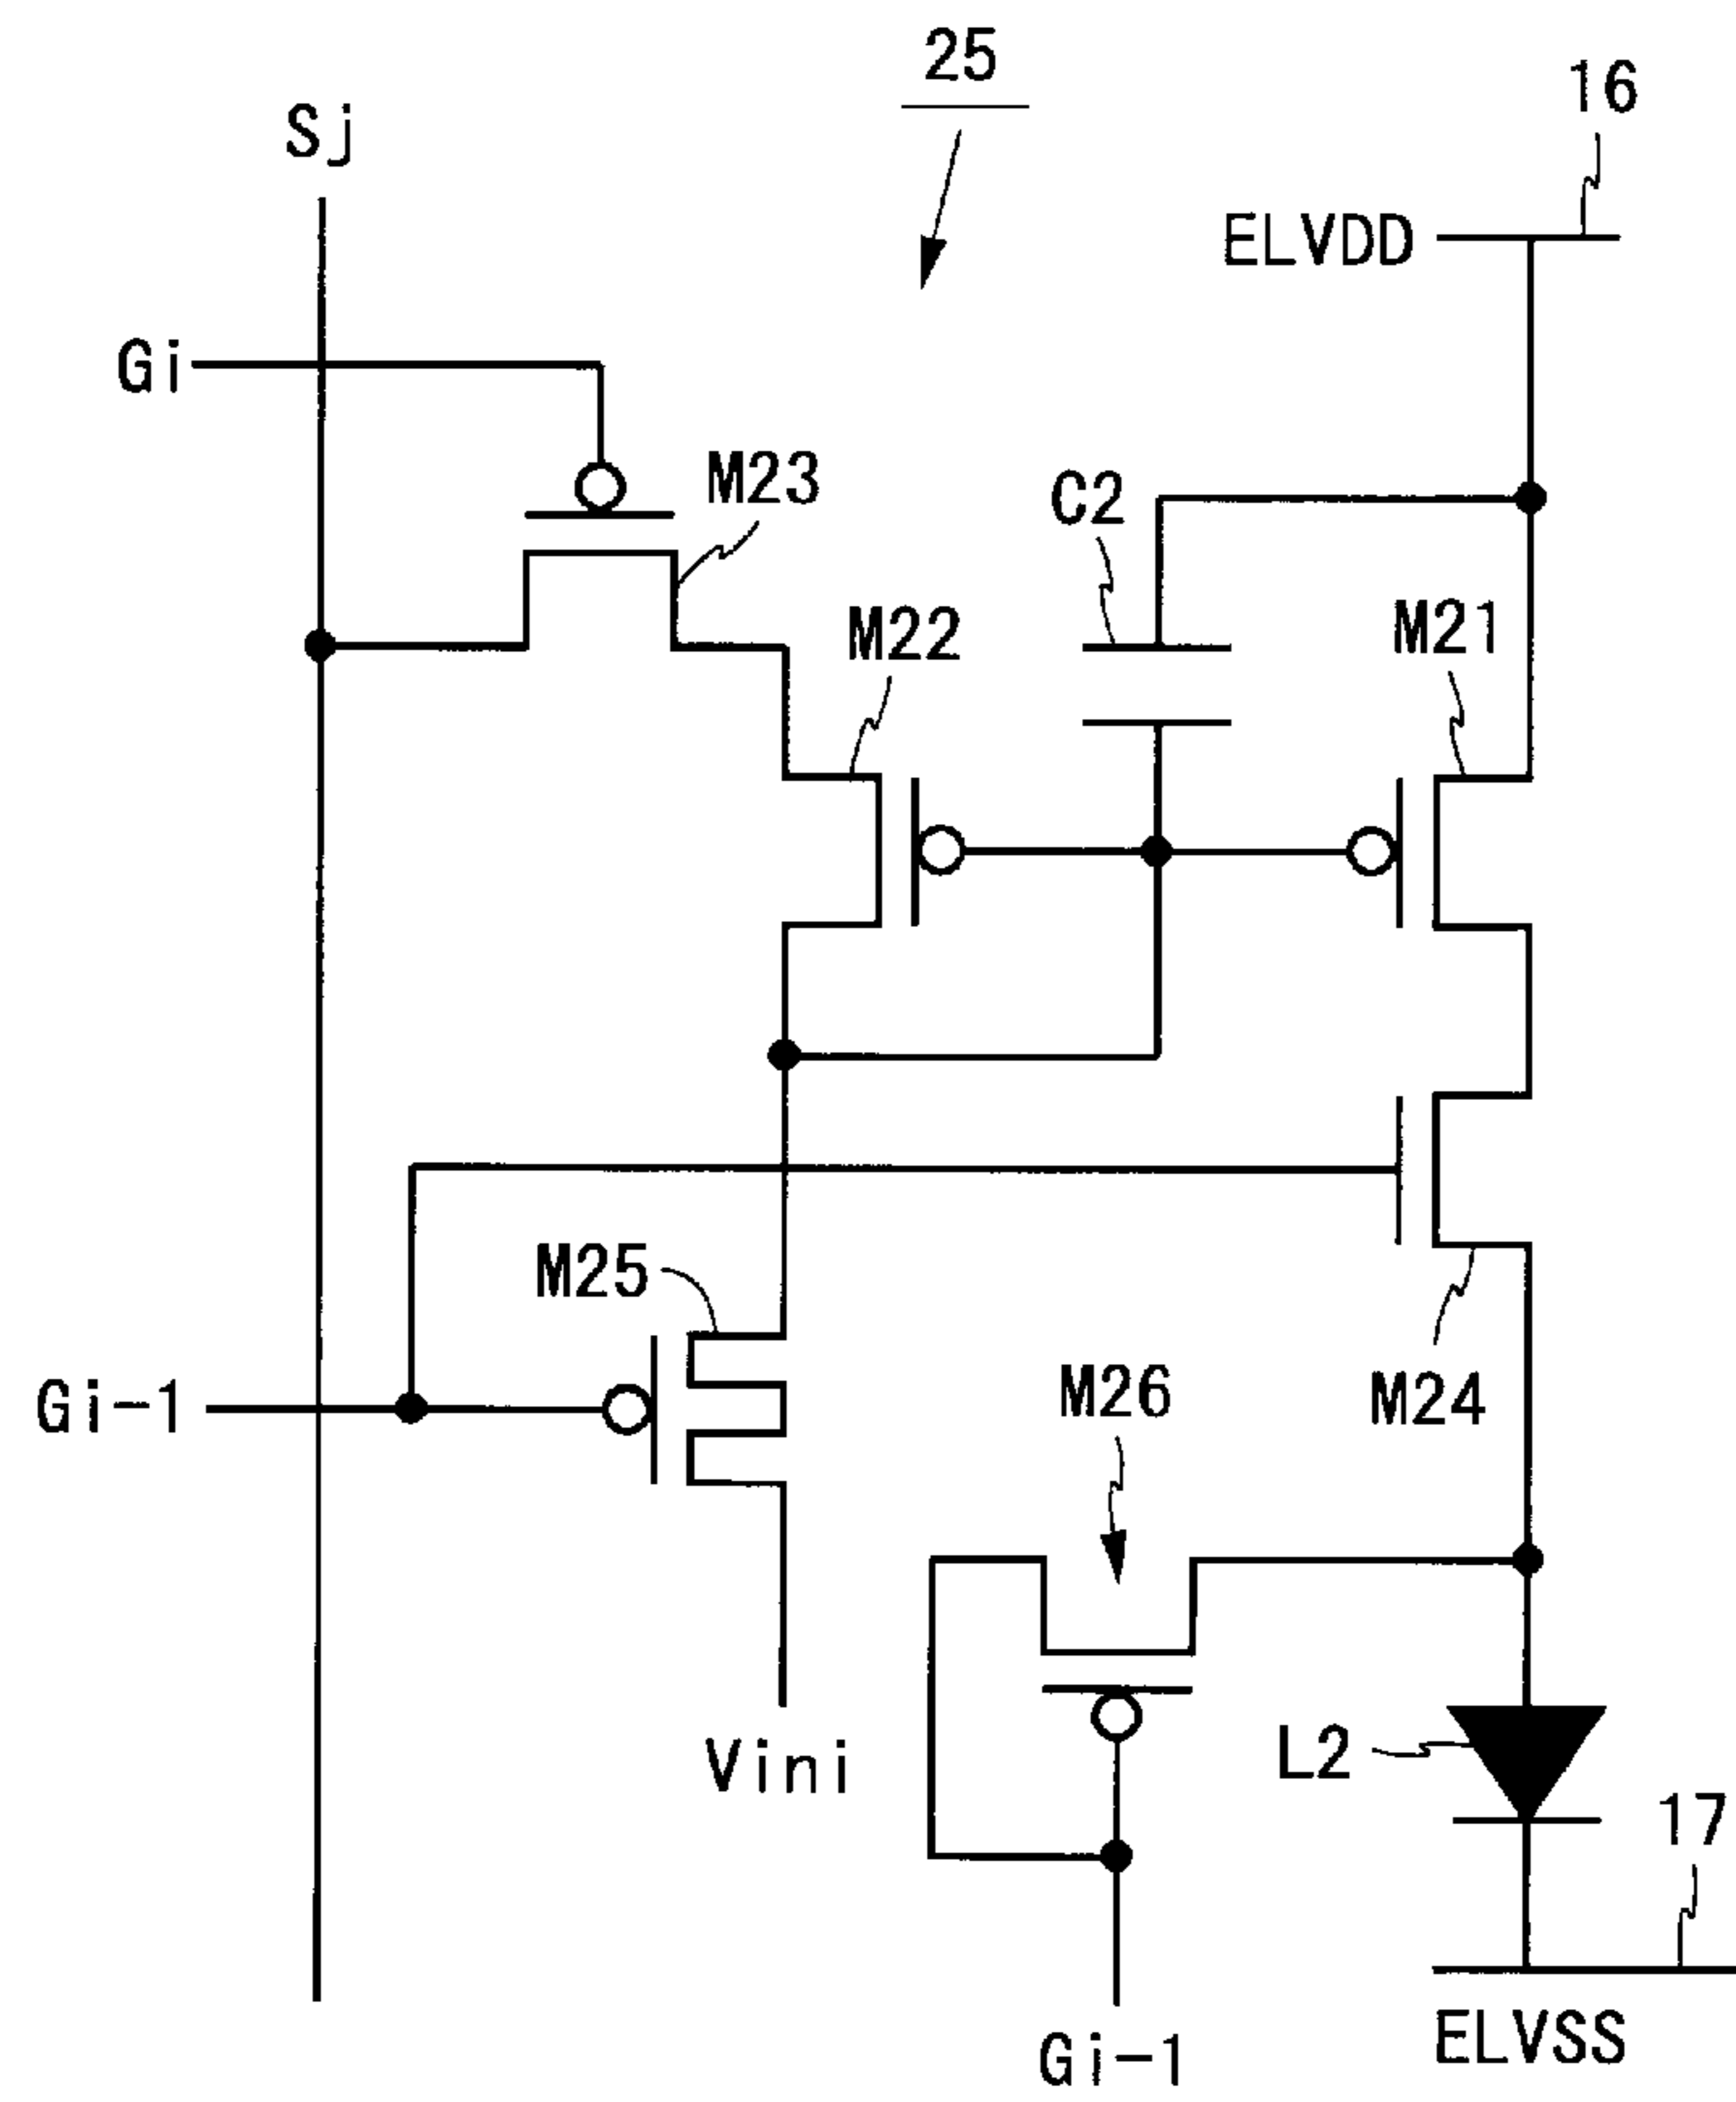 25
16
Sj
ELVDD
Gi
M23
C2
M22
M21
M25
M26
M24
Gi-1
Vini
L2
17
ELVSS
Gi-1